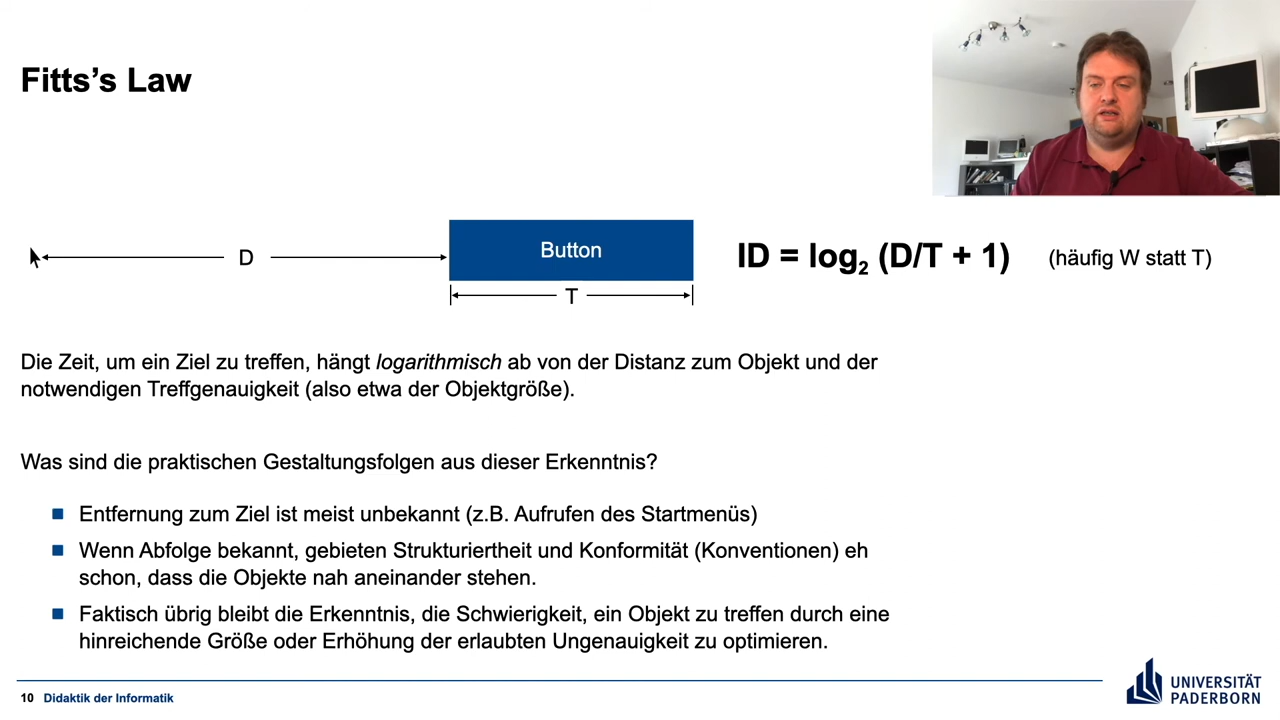 Fitts's Law
D
Button
T
ID = log₂ (D/T + 1)
(häufig W statt T)
Die Zeit, um ein Ziel zu treffen, hängt logarithmisch ab von der Distanz zum Objekt und der
notwendigen Treffgenauigkeit (also etwa der Objektgröße).
Was sind die praktischen Gestaltungsfolgen aus dieser Erkenntnis?
Entfernung zum Ziel ist meist unbekannt (z.B. Aufrufen des Startmenüs)
Wenn Abfolge bekannt, gebieten Strukturiertheit und Konformität (Konventionen) eh
schon, dass die Objekte nah aneinander stehen.
Faktisch übrig bleibt die Erkenntnis, die Schwierigkeit, ein Objekt zu treffen durch eine
hinreichende Größe oder Erhöhung der erlaubten Ungenauigkeit zu optimieren.
10 Didaktik der Informatik
UNIVERSITÄT
PADERBORN